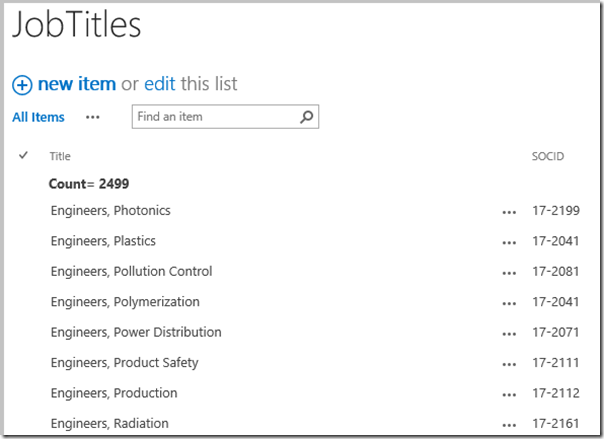 JobTitles
new item or edit this list
All Items ••• Find an item
Title SOCID
Count= 2499
Engineers, Photonics ••• 17-2199
Engineers, Plastics ••• 17-2041
Engineers, Pollution Control ••• 17-2081
Engineers, Polymerization ••• 17-2041
Engineers, Power Distribution ••• 17-2071
Engineers, Product Safety ••• 17-2111
Engineers, Production ••• 17-2112
Engineers, Radiation ••• 17-2161